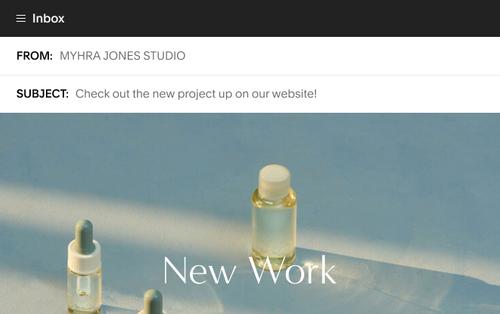 Inbox
FROM: MYHRA JONES STUDIO
SUBJECT: Check out the new project up on our website!
New Work